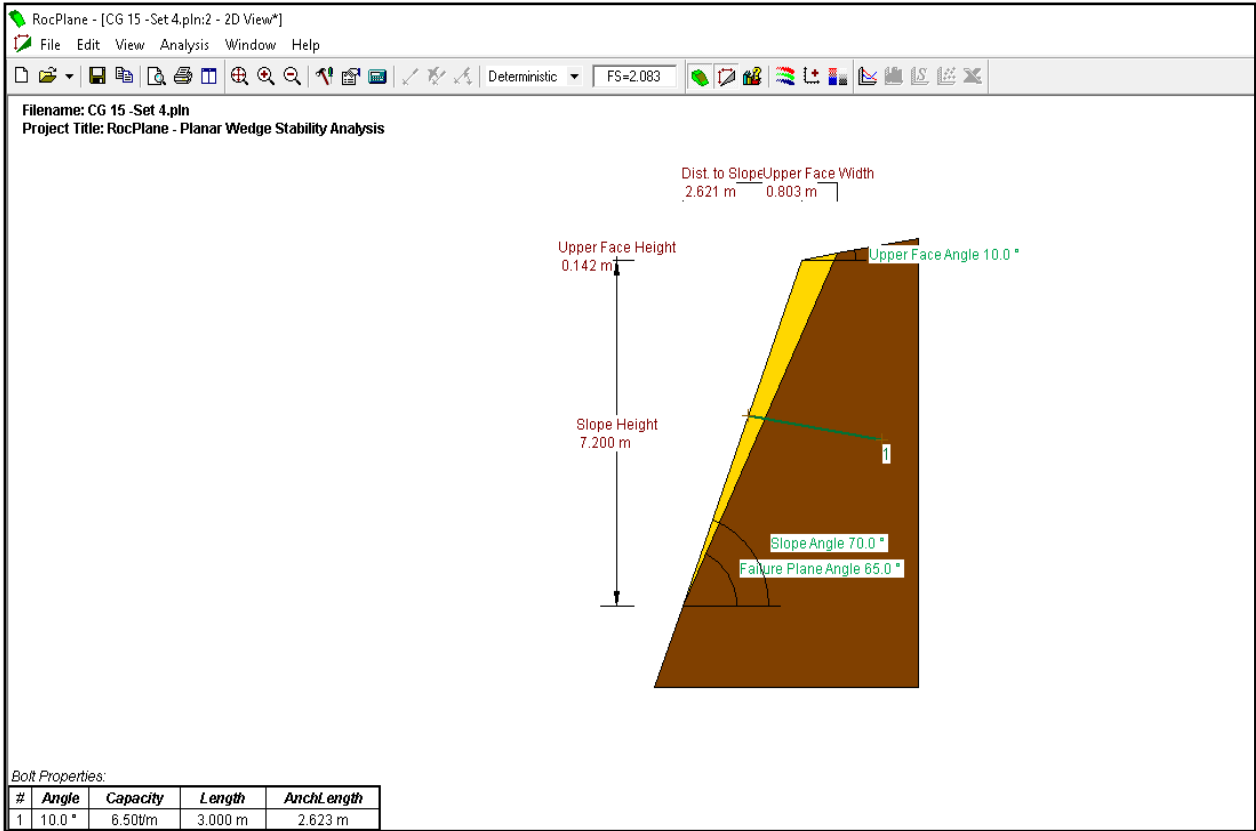 RocPlane - [CG 15 -Set 4.pln:2 - 2D View*]
File Edit View Analysis Window Help
Deterministic FS=2.083
Filename: CG 15 -Set 4.pln
Project Title: RocPlane - Planar Wedge Stability Analysis
Dist. to Slope Upper Face Width
2.621 m 0.803 m
Upper Face Height
0.142 m
Upper Face Angle 10.0 °
Slope Height
7.200 m
1
Slope Angle 70.0 °
Failure Plane Angle 65.0 °
Bolt Properties:
# Angle Capacity Length AnchLength
1 10.0 ° 6.50t/m 3.000 m 2.623 m